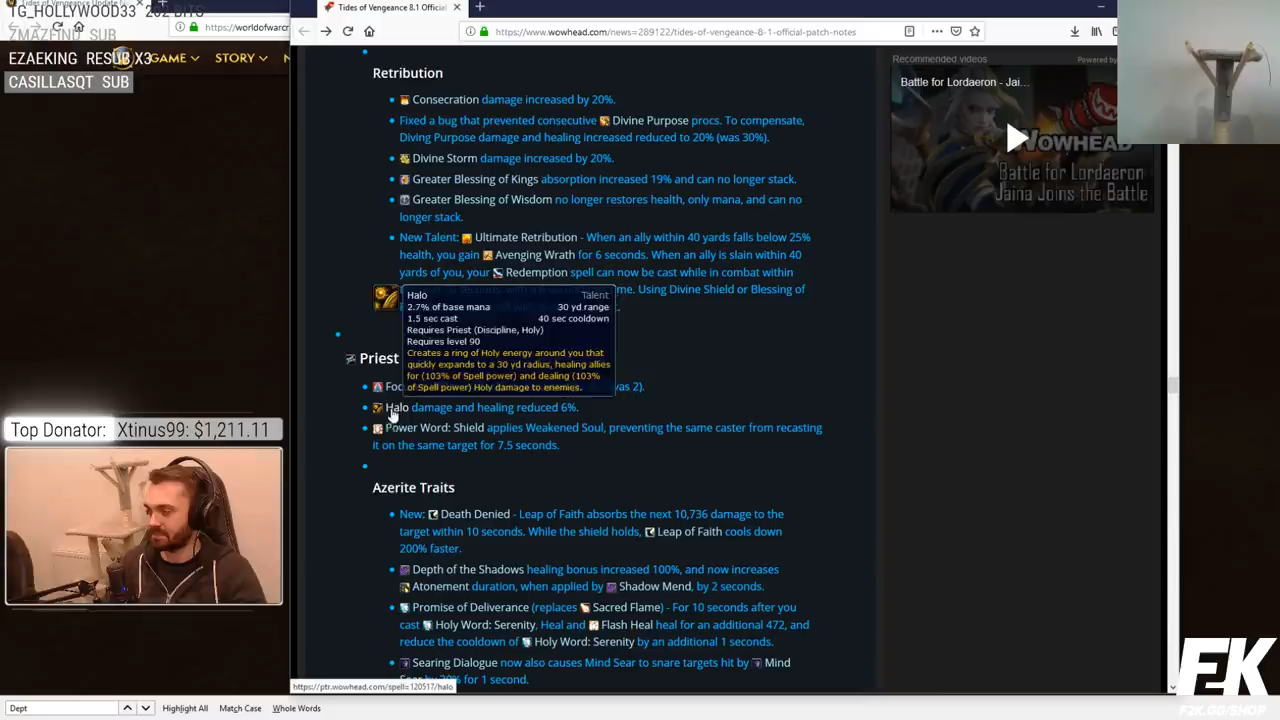 TG_HOLLYWOOD33 202 BITS
ZMAZFIND SUB
EZAEKING RESUB X3
CASILLASQT SUB
https://worldofwarcr
GAME
STORY
Tides of Vengeance 8.1 Official
https://www.wowhead.com/news=289122/tides-of-vengeance-8-1-official-patch-notes
Retribution
Consecration damage increased by 20%.
Fixed a bug that prevented consecutive Divine Purpose procs. To compensate,
Diving Purpose damage and healing increased reduced to 20% (was 30%).
Divine Storm damage increased by 20%.
Greater Blessing of Kings absorption increased 19% and can no longer stack.
Greater Blessing of Wisdom no longer restores health, only mana, and can no
longer stack.
New Talent: Ultimate Retribution - When an ally within 40 yards falls below 25%
health, you gain Avenging Wrath for 6 seconds. When an ally is slain within 40
yards of you, your Redemption spell can now be cast while in combat within
me. Using Divine Shield or Blessing of
Halo Talent
2.7% of base mana 30 yd range
1.5 sec cast 40 sec cooldown
Requires Priest (Discipline, Holy)
Requires level 90
Creates a ring of Holy energy around you that
quickly expands to a 30 yd radius, healing allies
for (103% of Spell power) and dealing (103%
of Spell power) Holy damage to enemies.
Priest
Foc as 2).
Halo damage and healing reduced 6%.
Power Word: Shield applies Weakened Soul, preventing the same caster from recasting
it on the same target for 7.5 seconds.
Azerite Traits
New: Death Denied - Leap of Faith absorbs the next 10,736 damage to the
target within 10 seconds. While the shield holds, Leap of Faith cools down
200% faster.
Depth of the Shadows healing bonus increased 100%, and now increases
Atonement duration, when applied by Shadow Mend, by 2 seconds.
Promise of Deliverance (replaces Sacred Flame) - For 10 seconds after you
cast Holy Word: Serenity, Heal and Flash Heal heal for an additional 472, and
reduce the cooldown of Holy Word: Serenity by an additional 1 seconds.
Searing Dialogue now also causes Mind Sear to snare targets hit by Mind
for 1 second.
https://ptr.wowhead.com/spell=120517/halo
Recommended videos Powered by
Battle for Lordaeron - Jai...
WOWHEAD
Battle for Lordaeron
Jaina Joins the Battle
Top Donator: Xtinus99: $1,211.11
Dept
Highlight All Match Case Whole Words
F2K
F2K.GG/SHOP